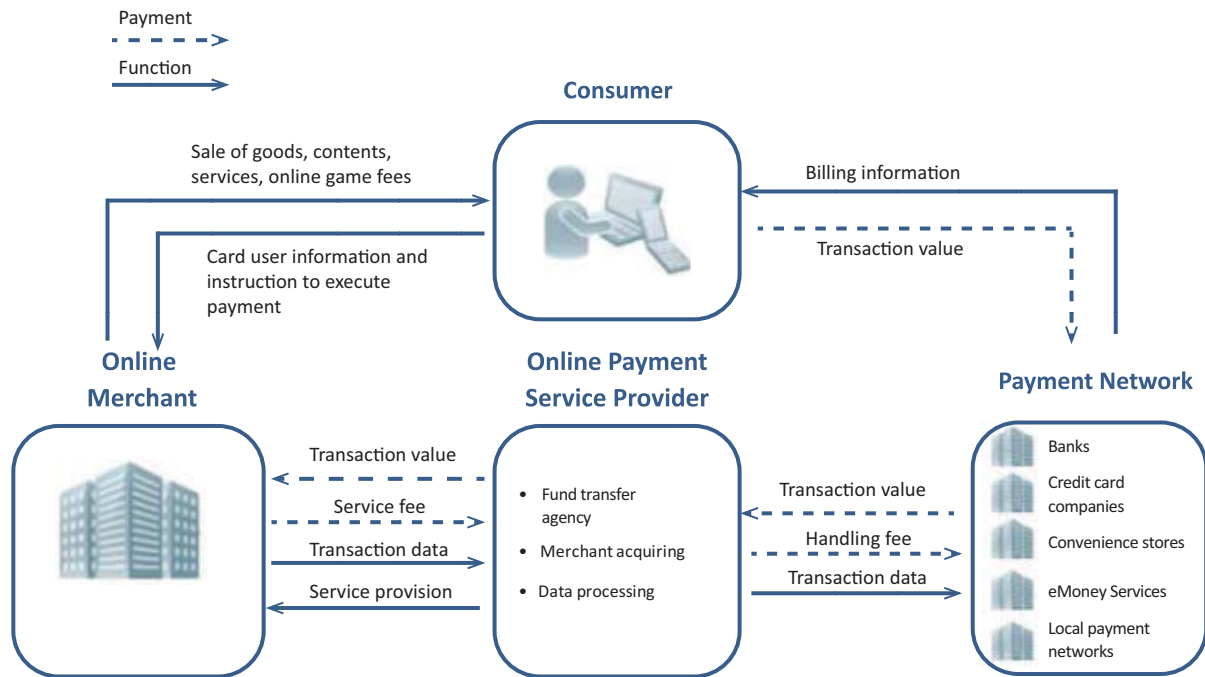 Payment
Function
Consumer
Sale of goods, contents,
services, online game fees
Billing information
Transaction value
Card user information and
instruction to execute
payment
Online
Merchant
Online Payment
Service Provider
Payment Network
Transaction value
Service fee
Transaction data
Service provision
• Fund transfer
agency
• Merchant acquiring
• Data processing
Transaction value
Handling fee
Transaction data
Banks
Credit card
companies
Convenience stores
eMoney Services
Local payment
networks